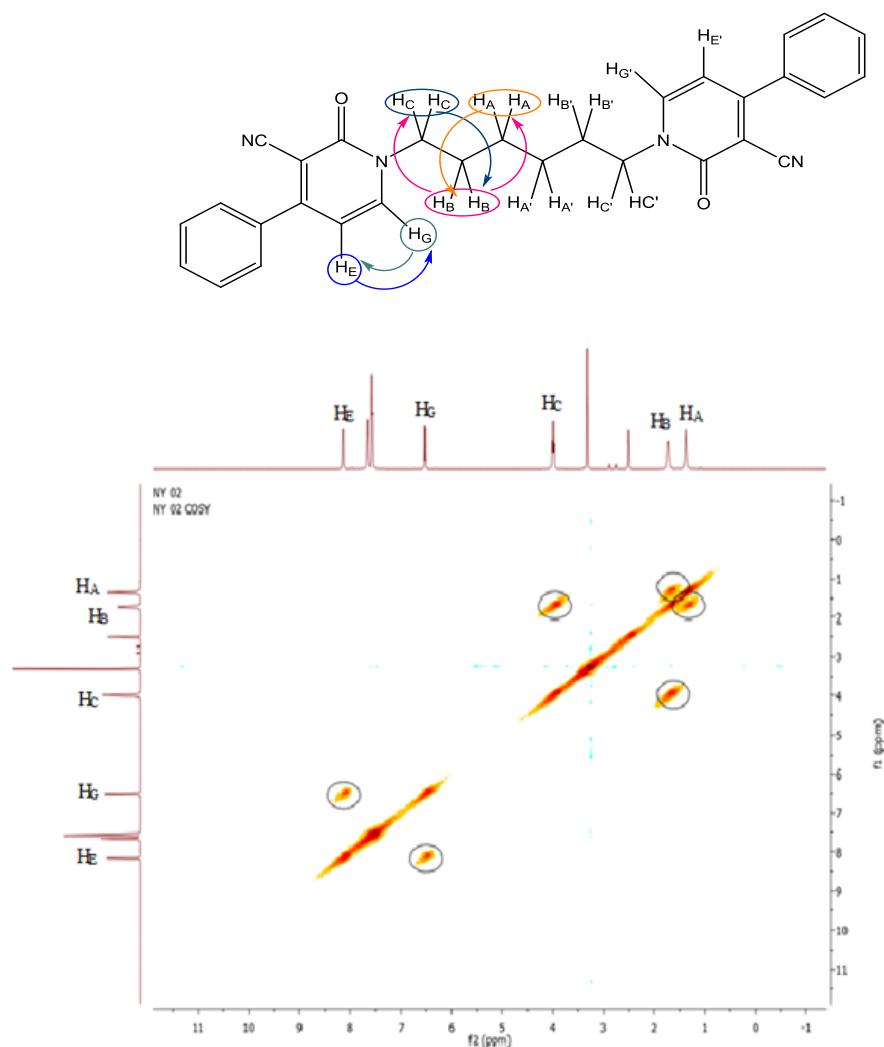 HE'
HG'
HC HC HA HA HB' HB'
O
NC
N
N
CN
HB HB HA' HA' HC' HC'
O
HG
HE
HE HG HC HB HA
NY 02
NY 02 COSY
HA
HB
HC
HG
HE
-1
0
1
2
3
4
5
6
7
8
9
10
11
f1 (ppm)
11 10 9 8 7 6 5 4 3 2 1 0 -1
f2 (ppm)